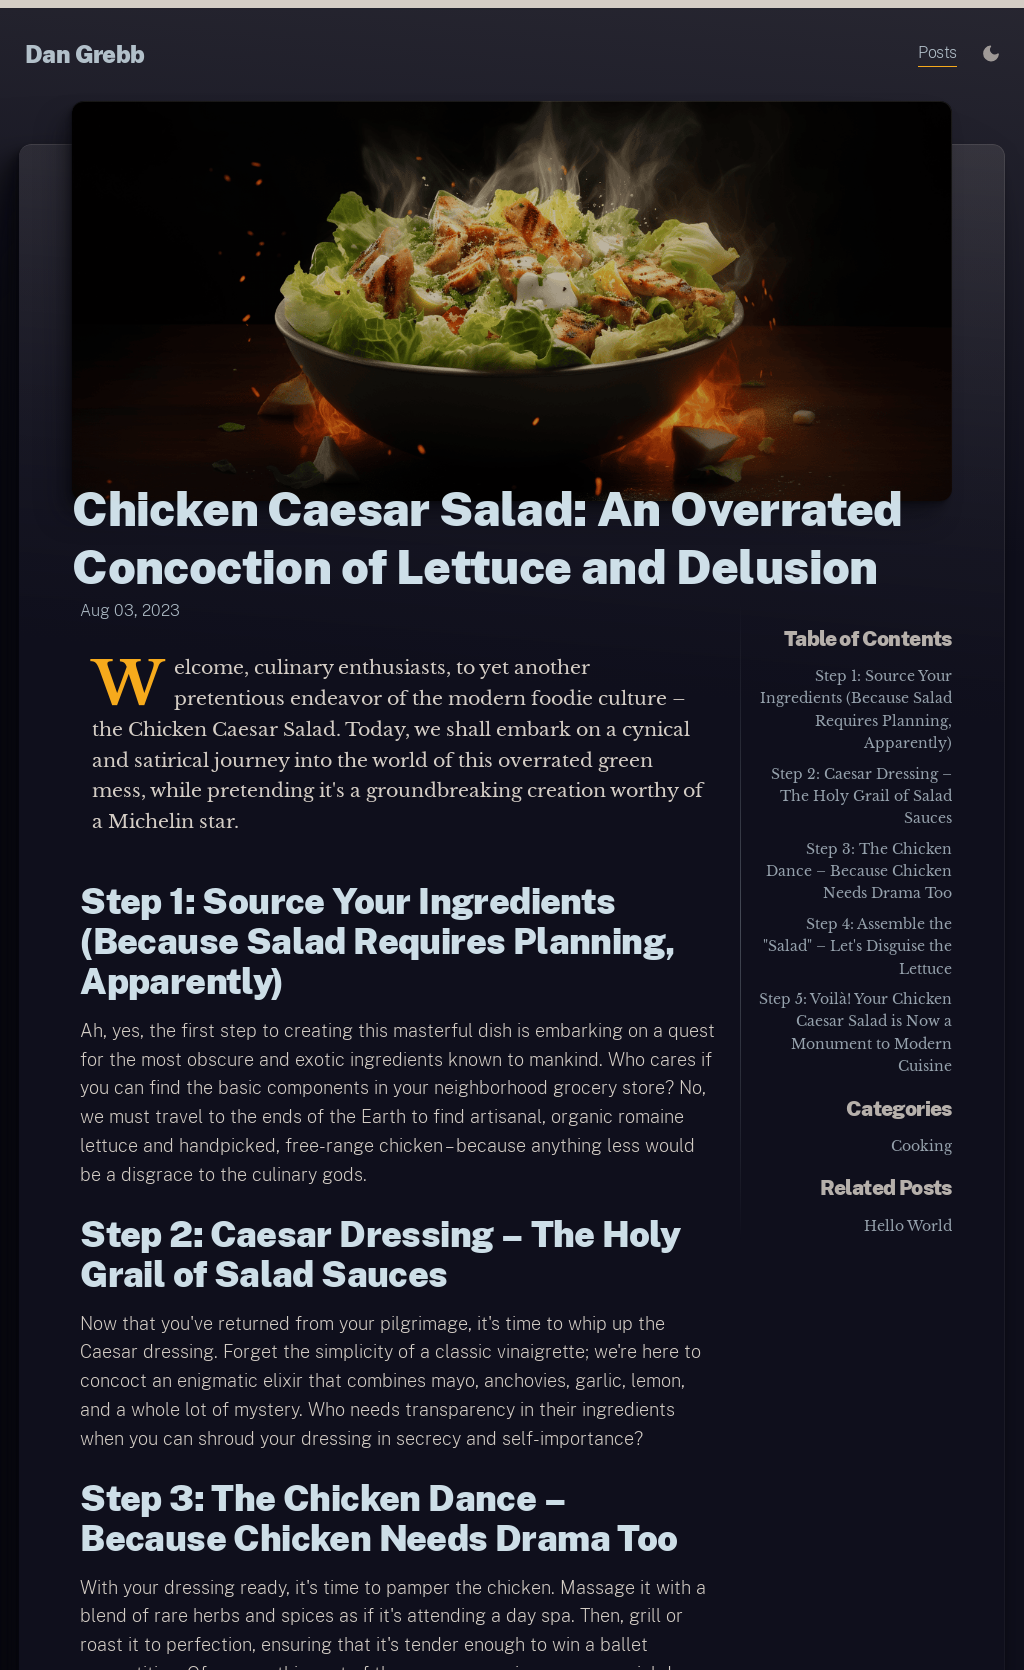 Dan Grebb
Posts
Chicken Caesar Salad: An Overrated
Concoction of Lettuce and Delusion
Aug 03, 2023
Welcome, culinary enthusiasts, to yet another
pretentious endeavor of the modern foodie culture –
the Chicken Caesar Salad. Today, we shall embark on a cynical
and satirical journey into the world of this overrated green
mess, while pretending it's a groundbreaking creation worthy of
a Michelin star.
Step 1: Source Your Ingredients
(Because Salad Requires Planning,
Apparently)
Ah, yes, the first step to creating this masterful dish is embarking on a quest
for the most obscure and exotic ingredients known to mankind. Who cares if
you can find the basic components in your neighborhood grocery store? No,
we must travel to the ends of the Earth to find artisanal, organic romaine
lettuce and handpicked, free-range chicken – because anything less would
be a disgrace to the culinary gods.
Step 2: Caesar Dressing – The Holy
Grail of Salad Sauces
Now that you've returned from your pilgrimage, it's time to whip up the
Caesar dressing. Forget the simplicity of a classic vinaigrette; we're here to
concoct an enigmatic elixir that combines mayo, anchovies, garlic, lemon,
and a whole lot of mystery. Who needs transparency in their ingredients
when you can shroud your dressing in secrecy and self-importance?
Step 3: The Chicken Dance –
Because Chicken Needs Drama Too
With your dressing ready, it's time to pamper the chicken. Massage it with a
blend of rare herbs and spices as if it's attending a day spa. Then, grill or
roast it to perfection, ensuring that it's tender enough to win a ballet
Table of Contents
Step 1: Source Your
Ingredients (Because Salad
Requires Planning,
Apparently)
Step 2: Caesar Dressing –
The Holy Grail of Salad
Sauces
Step 3: The Chicken
Dance – Because Chicken
Needs Drama Too
Step 4: Assemble the
"Salad" – Let's Disguise the
Lettuce
Step 5: Voilà! Your Chicken
Caesar Salad is Now a
Monument to Modern
Cuisine
Categories
Cooking
Related Posts
Hello World